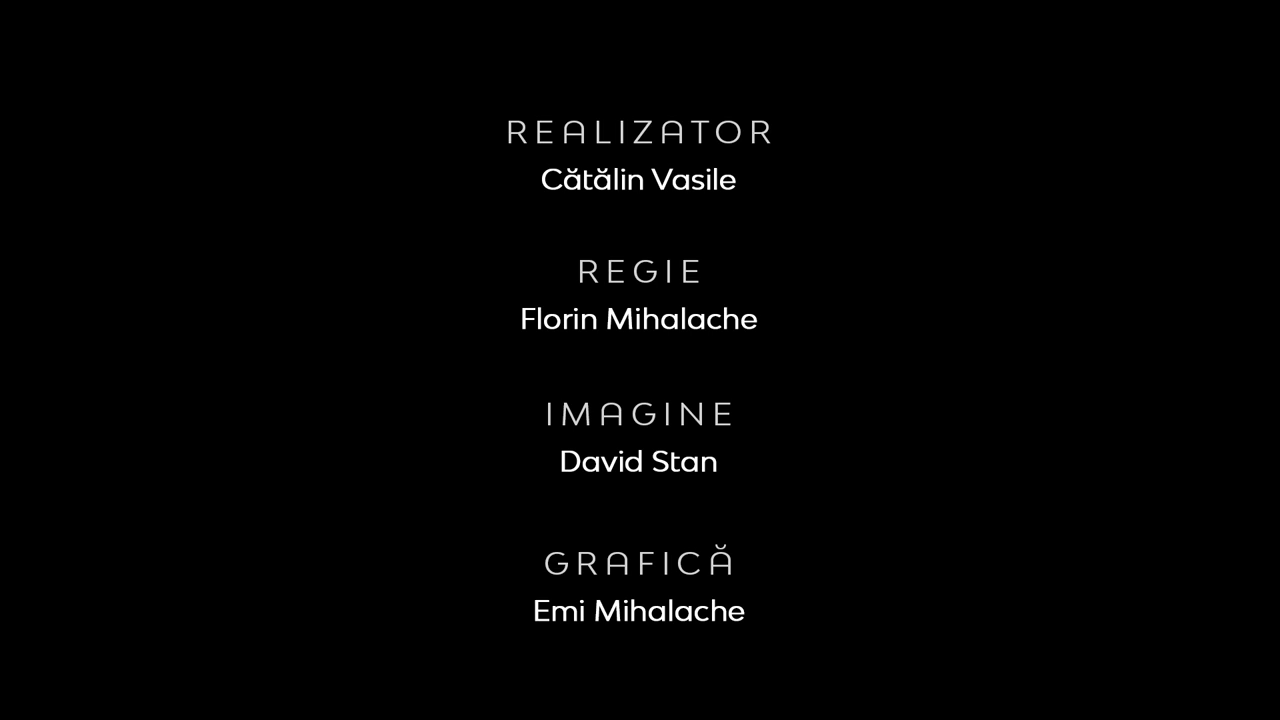 REALIZATOR
Cătălin Vasile
REGIE
Florin Mihalache
IMAGINE
David Stan
GRAFICĂ
Emi Mihalache